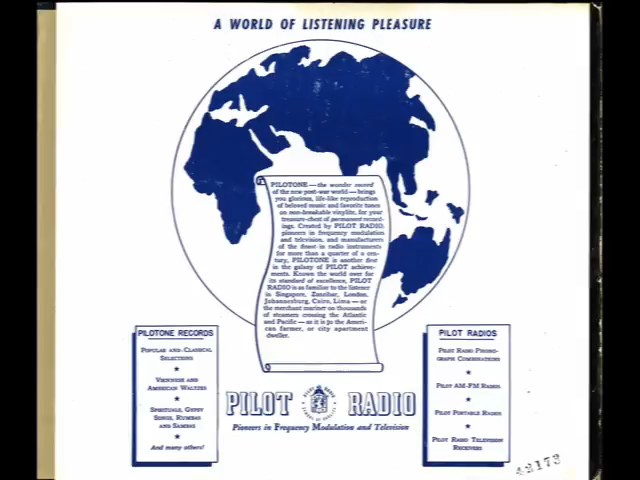 A WORLD OF LISTENING PLEASURE
PILOTONE — the wonder record
of the new post-war world — brings
you glorious, life-like reproduction
of beloved music and favorite tunes
on non-breakable vinylite, for your
treasure-chest of permanent record-
ings. Created by PILOT RADIO,
pioneers in frequency modulation
and television, and manufacturers
of the finest in radio instruments
for more than a quarter of a cen-
tury, PILOTONE is another first
in the galaxy of PILOT achieve-
ments. Known the world over for
its standard of excellence, PILOT
RADIO is as familiar to the listener
in Singapore, Zanzibar, London,
Johannesburg, Cairo, Lima — or
the merchant mariner on thousands
of steamers crossing the Atlantic
and Pacific — as it is to the Ameri-
can farmer, or city apartment
dweller.
PILOTONE RECORDS
POPULAR AND CLASSICAL
SELECTIONS
★
VIENNESE AND
AMERICAN WALTZES
★
SPIRITUALS, GYPSY
SONGS, RUMBAS
AND SAMBAS
★
And many others!
PILOT RADIO
Pioneers in Frequency Modulation and Television
PILOT RADIOS
PILOT RADIO PHONO-
GRAPH COMBINATIONS
★
PILOT AM-FM RADIOS
★
PILOT PORTABLE RADIOS
★
PILOT RADIO TELEVISION
RECEIVERS
42173